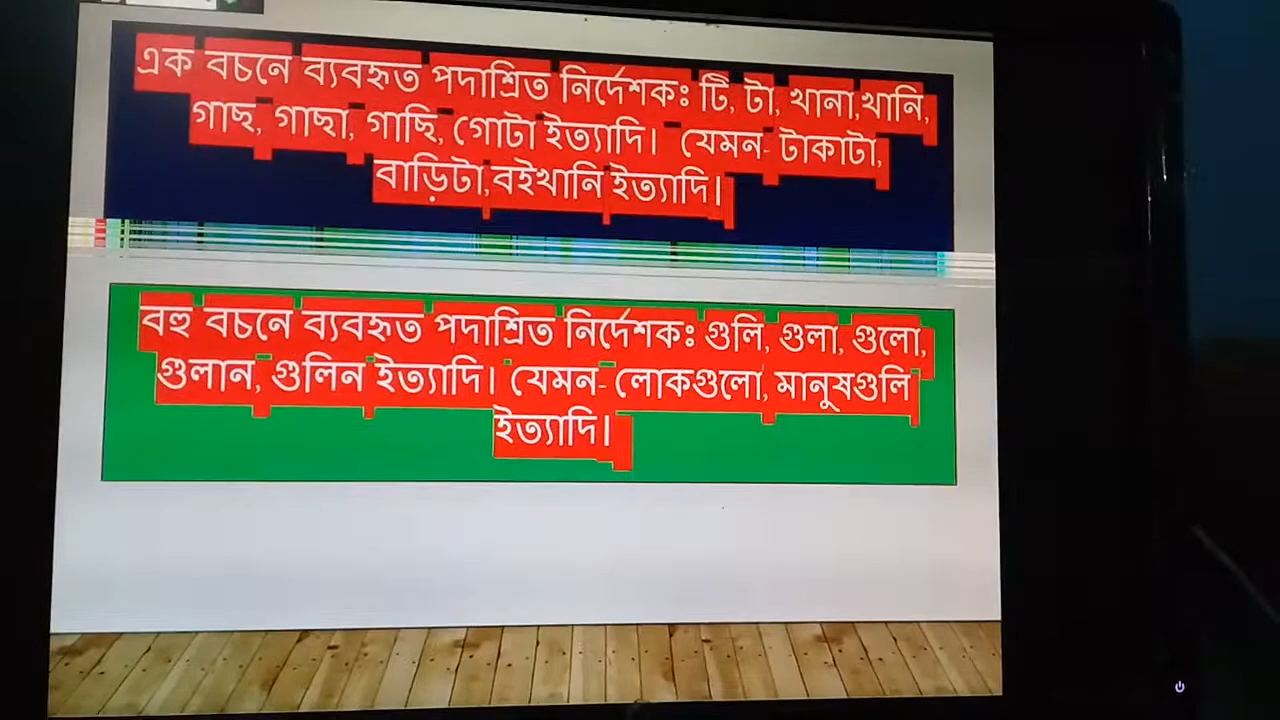 এক বচনে ব্যবহৃত পদাশ্রিত নির্দেশকঃ টি, টা, খানা,খানি,
গাছ, গাছা, গাছি, গোটা ইত্যাদি। যেমন- টাকাটা,
বাড়িটা,বইখানি ইত্যাদি।
বহু বচনে ব্যবহৃত পদাশ্রিত নির্দেশকঃ গুলি, গুলা, গুলো,
গুলান, গুলিন ইত্যাদি। যেমন- লোকগুলো, মানুষগুলি
ইত্যাদি।